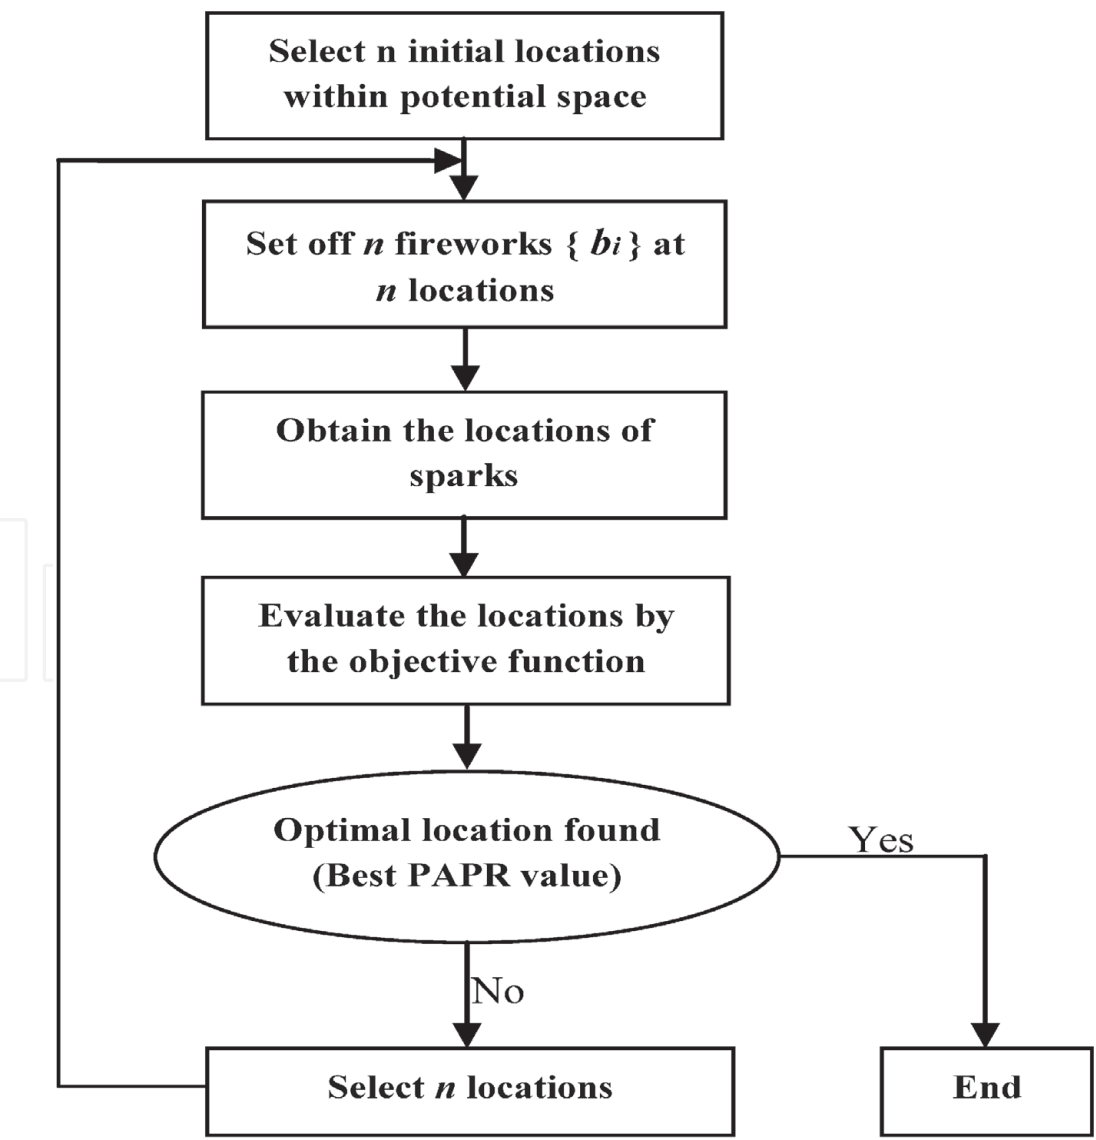 Select n initial locations
within potential space
Set off n fireworks { bi } at
n locations
Obtain the locations of
sparks
Evaluate the locations by
the objective function
Optimal location found
(Best PAPR value)
Yes
No
Select n locations
End